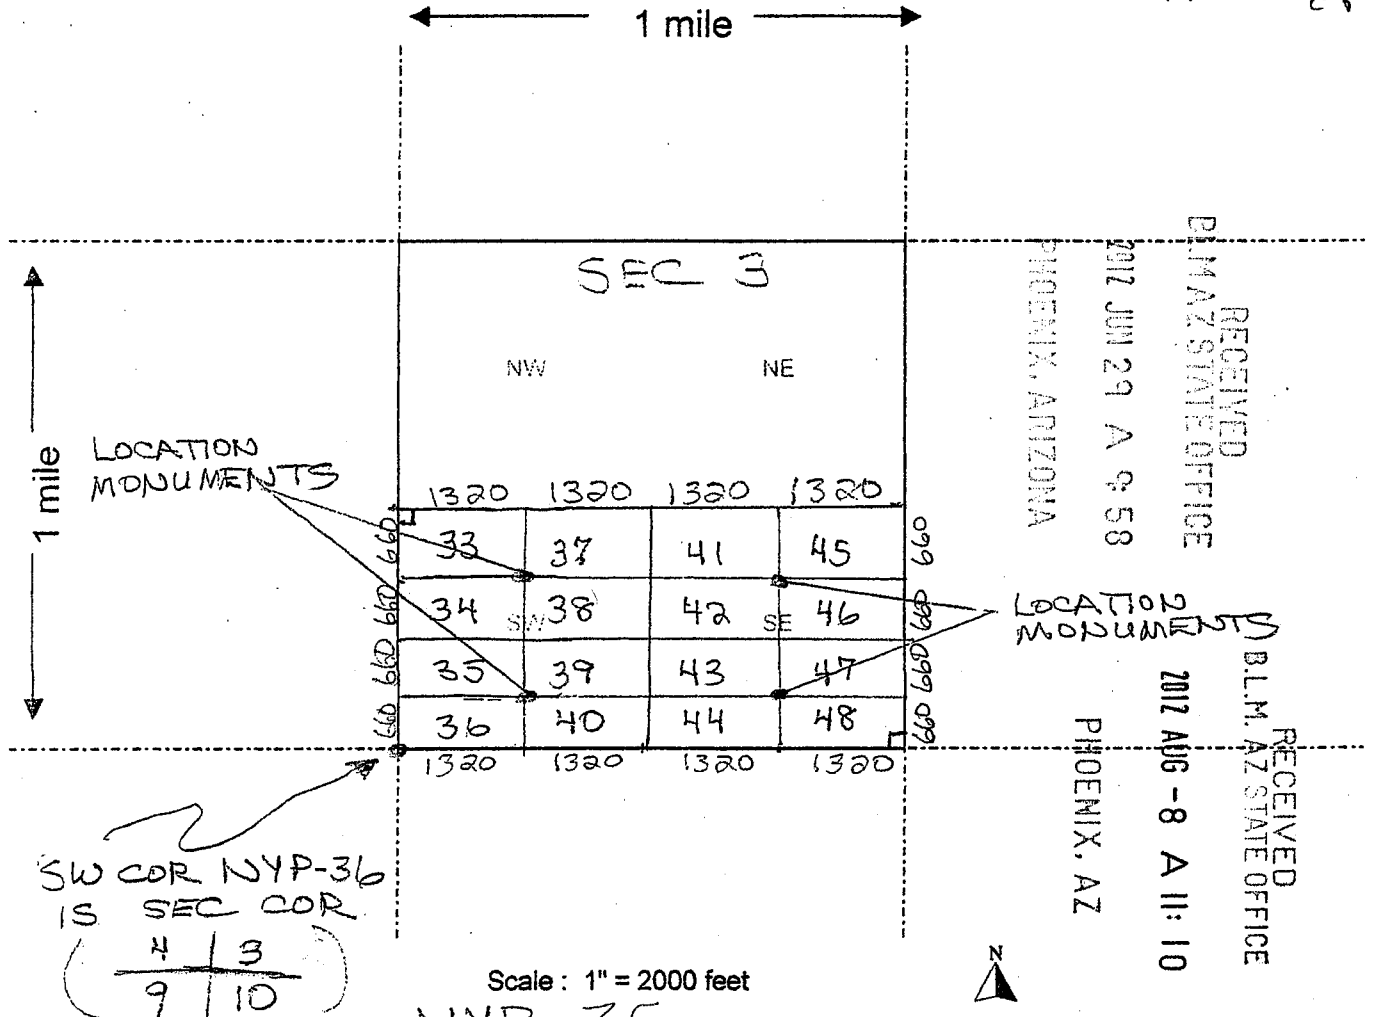 1 mile
SEC 3
NW NE
1 mile
LOCATION
MONUMENTS
1320 1320 1320 1320
660 33 37 41 45 660
660 34 SW 38 42 SE 46 660
660 35 39 43 47 660
660 36 40 44 48 660
1320 1320 1320 1320
LOCATION
MONUMENTS
RECEIVED
B.L.M AZ STATE OFFICE
2012 JUN 29 A 9:58
PHOENIX, ARIZONA
RECEIVED
B.L.M. AZ STATE OFFICE
2012 AUG -8 A 11: 10
PHOENIX, AZ
SW COR NYP-36
IS SEC COR
4 3
9 10
N
Scale : 1" = 2000 feet